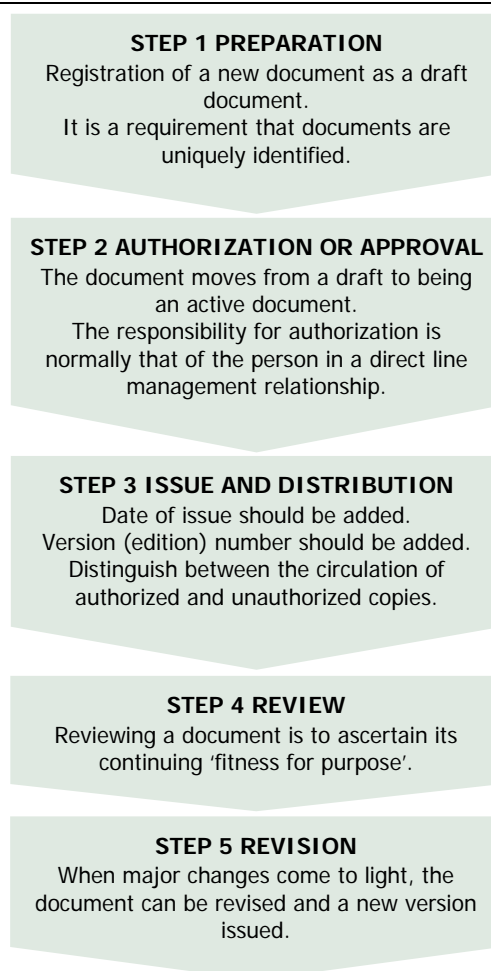 STEP 1 PREPARATION
Registration of a new document as a draft
document.
It is a requirement that documents are
uniquely identified.
STEP 2 AUTHORIZATION OR APPROVAL
The document moves from a draft to being
an active document.
The responsibility for authorization is
normally that of the person in a direct line
management relationship.
STEP 3 ISSUE AND DISTRIBUTION
Date of issue should be added.
Version (edition) number should be added.
Distinguish between the circulation of
authorized and unauthorized copies.
STEP 4 REVIEW
Reviewing a document is to ascertain its
continuing ‘fitness for purpose’.
STEP 5 REVISION
When major changes come to light, the
document can be revised and a new version
issued.